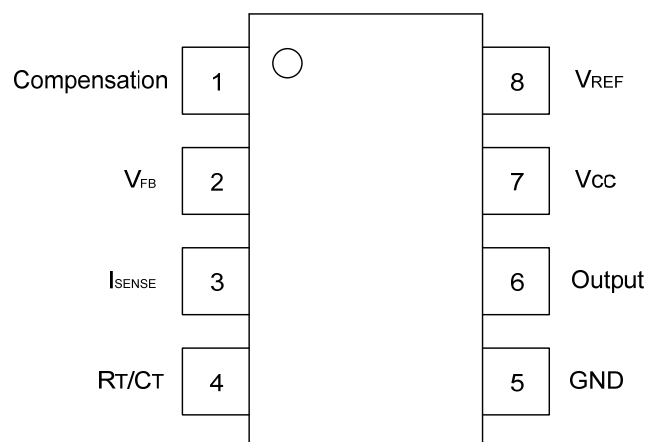 Compensation 1 8 VREF
VFB 2 7 VCC
ISENSE 3 6 Output
RT/CT 4 5 GND